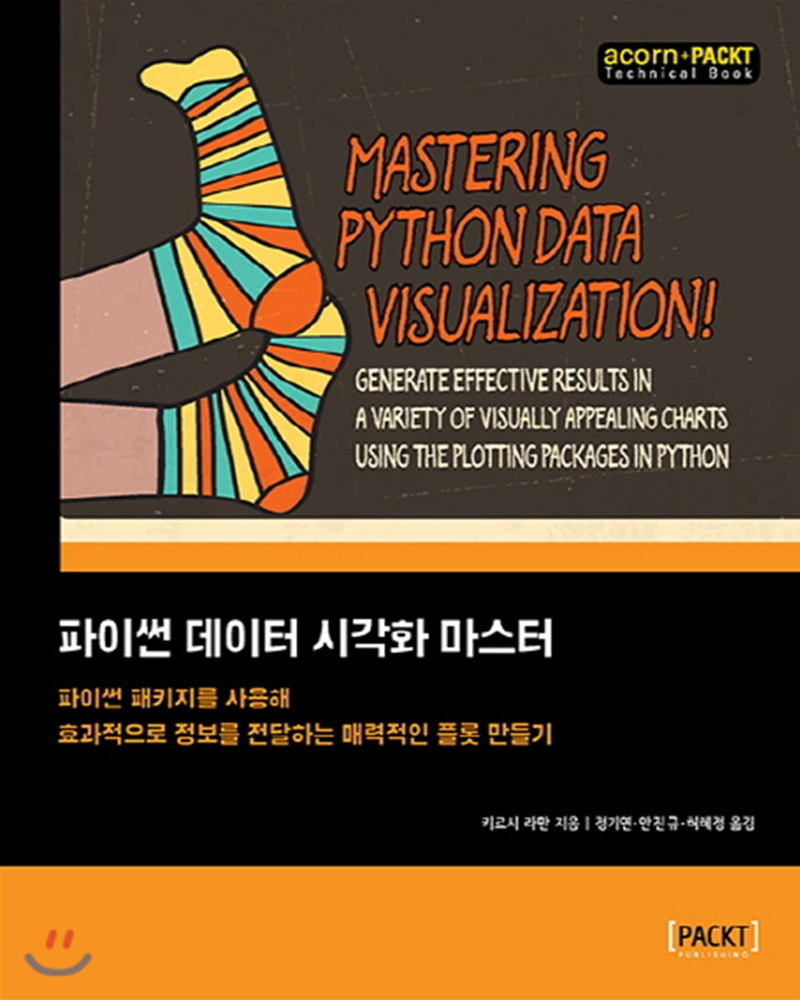 acorn+PACKT
Technical Book
MASTERING
PYTHON DATA
VISUALIZATION!
GENERATE EFFECTIVE RESULTS IN
A VARIETY OF VISUALLY APPEALING CHARTS
USING THE PLOTTING PACKAGES IN PYTHON
파이썬 데이터 시각화 마스터
파이썬 패키지를 사용해
효과적으로 정보를 전달하는 매력적인 플롯 만들기
키르시 라만 지음 | 정기연·안진규·허혜정 옮김
[PACKT]
PUBLISHING